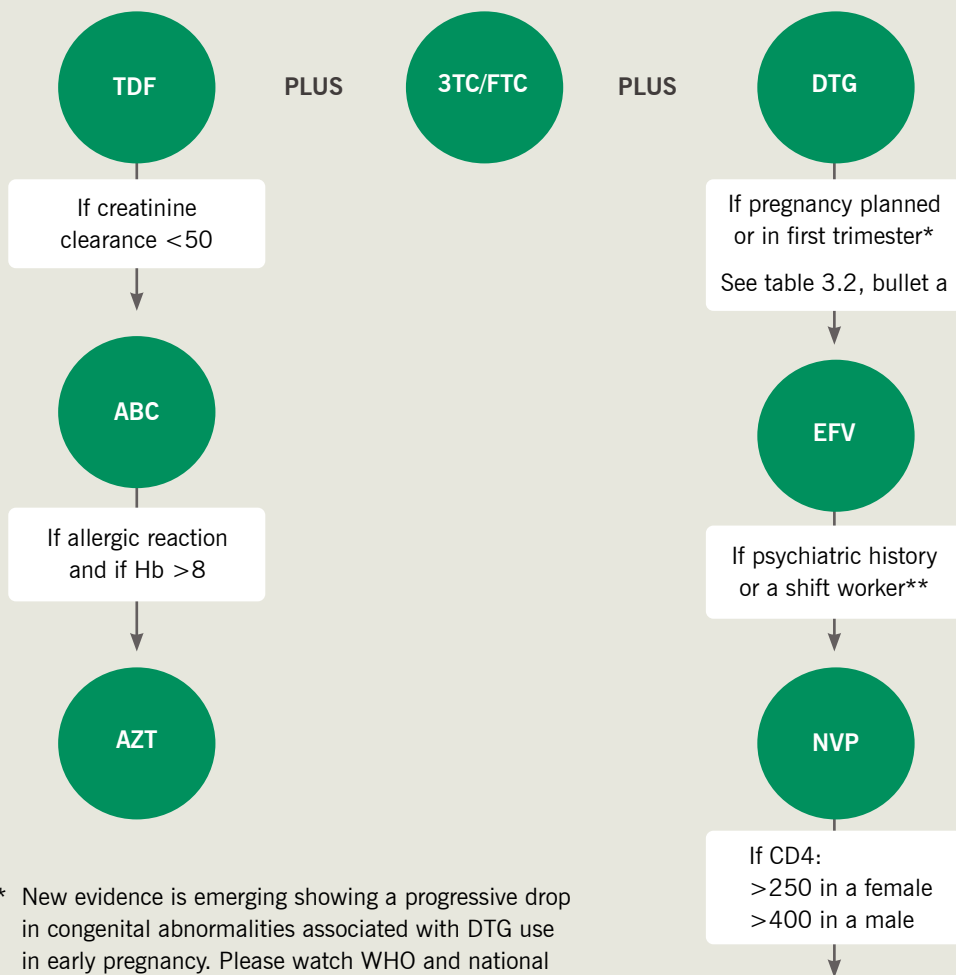 TDF
PLUS
3TC/FTC
PLUS
DTG
If creatinine
clearance <50
If pregnancy planned
or in first trimester*
See table 3.2, bullet a
ABC
EFV
If allergic reaction
and if Hb >8
If psychiatric history
or a shift worker**
AZT
NVP
If CD4:
>250 in a female
>400 in a male
* New evidence is emerging showing a progressive drop
in congenital abnormalities associated with DTG use
in early pregnancy. Please watch WHO and national